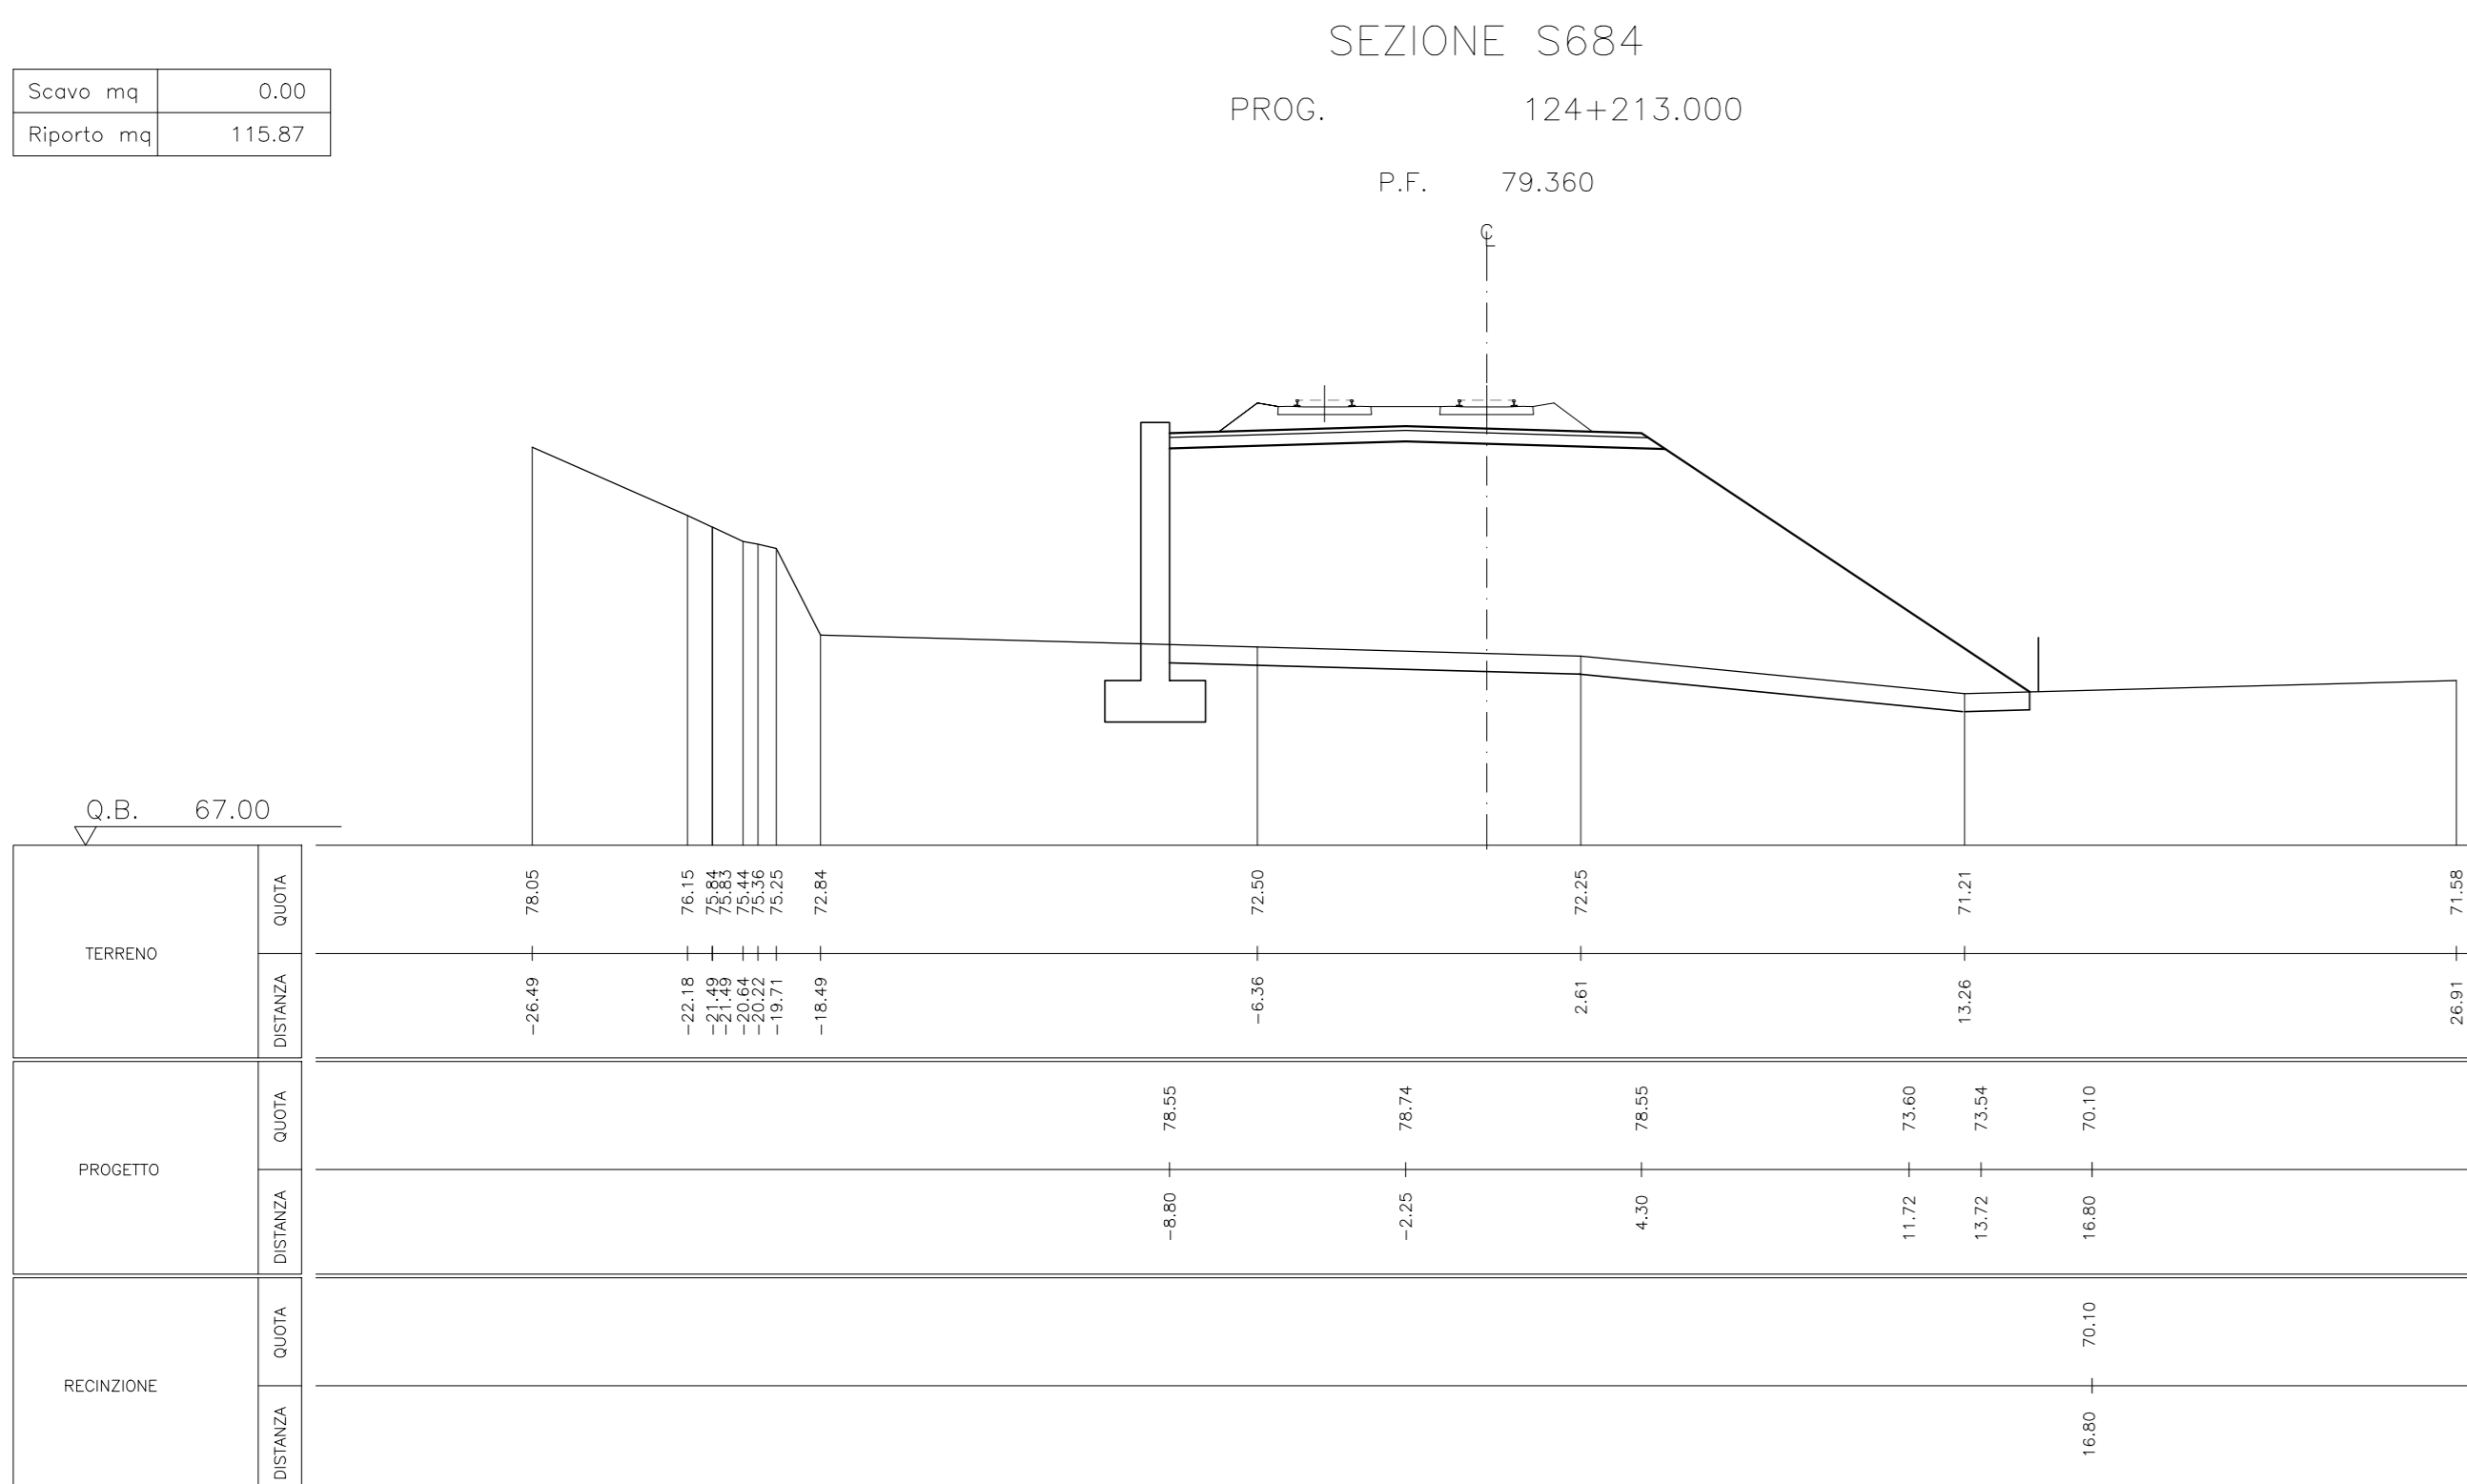 SEZIONE S684
PROG. 124+213.000
P.F. 79.360
Scavo mq 0.00
Riporto mq 115.87
℄
Q.B. 67.00
TERRENO
QUOTA
78.05 76.15 75.84 75.83 75.44 75.36 75.25 72.84 72.50 72.25 71.21 71.58
DISTANZA
-26.49 -22.18 -21.49 -21.49 -20.64 -20.22 -19.71 -18.49 -6.36 2.61 13.26 26.91
PROGETTO
QUOTA
78.55 78.74 78.55 73.60 73.54 70.10
DISTANZA
-8.80 -2.25 4.30 11.72 13.72 16.80
RECINZIONE
QUOTA
70.10
DISTANZA
16.80